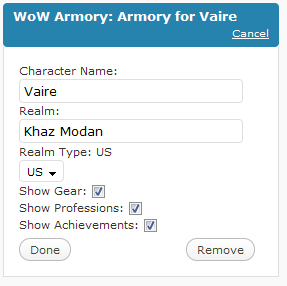 WoW Armory: Armory for Vaire
Cancel
Character Name:
Vaire
Realm:
Khaz Modan
Realm Type: US
US
Show Gear:
Show Professions:
Show Achievements:
Done Remove